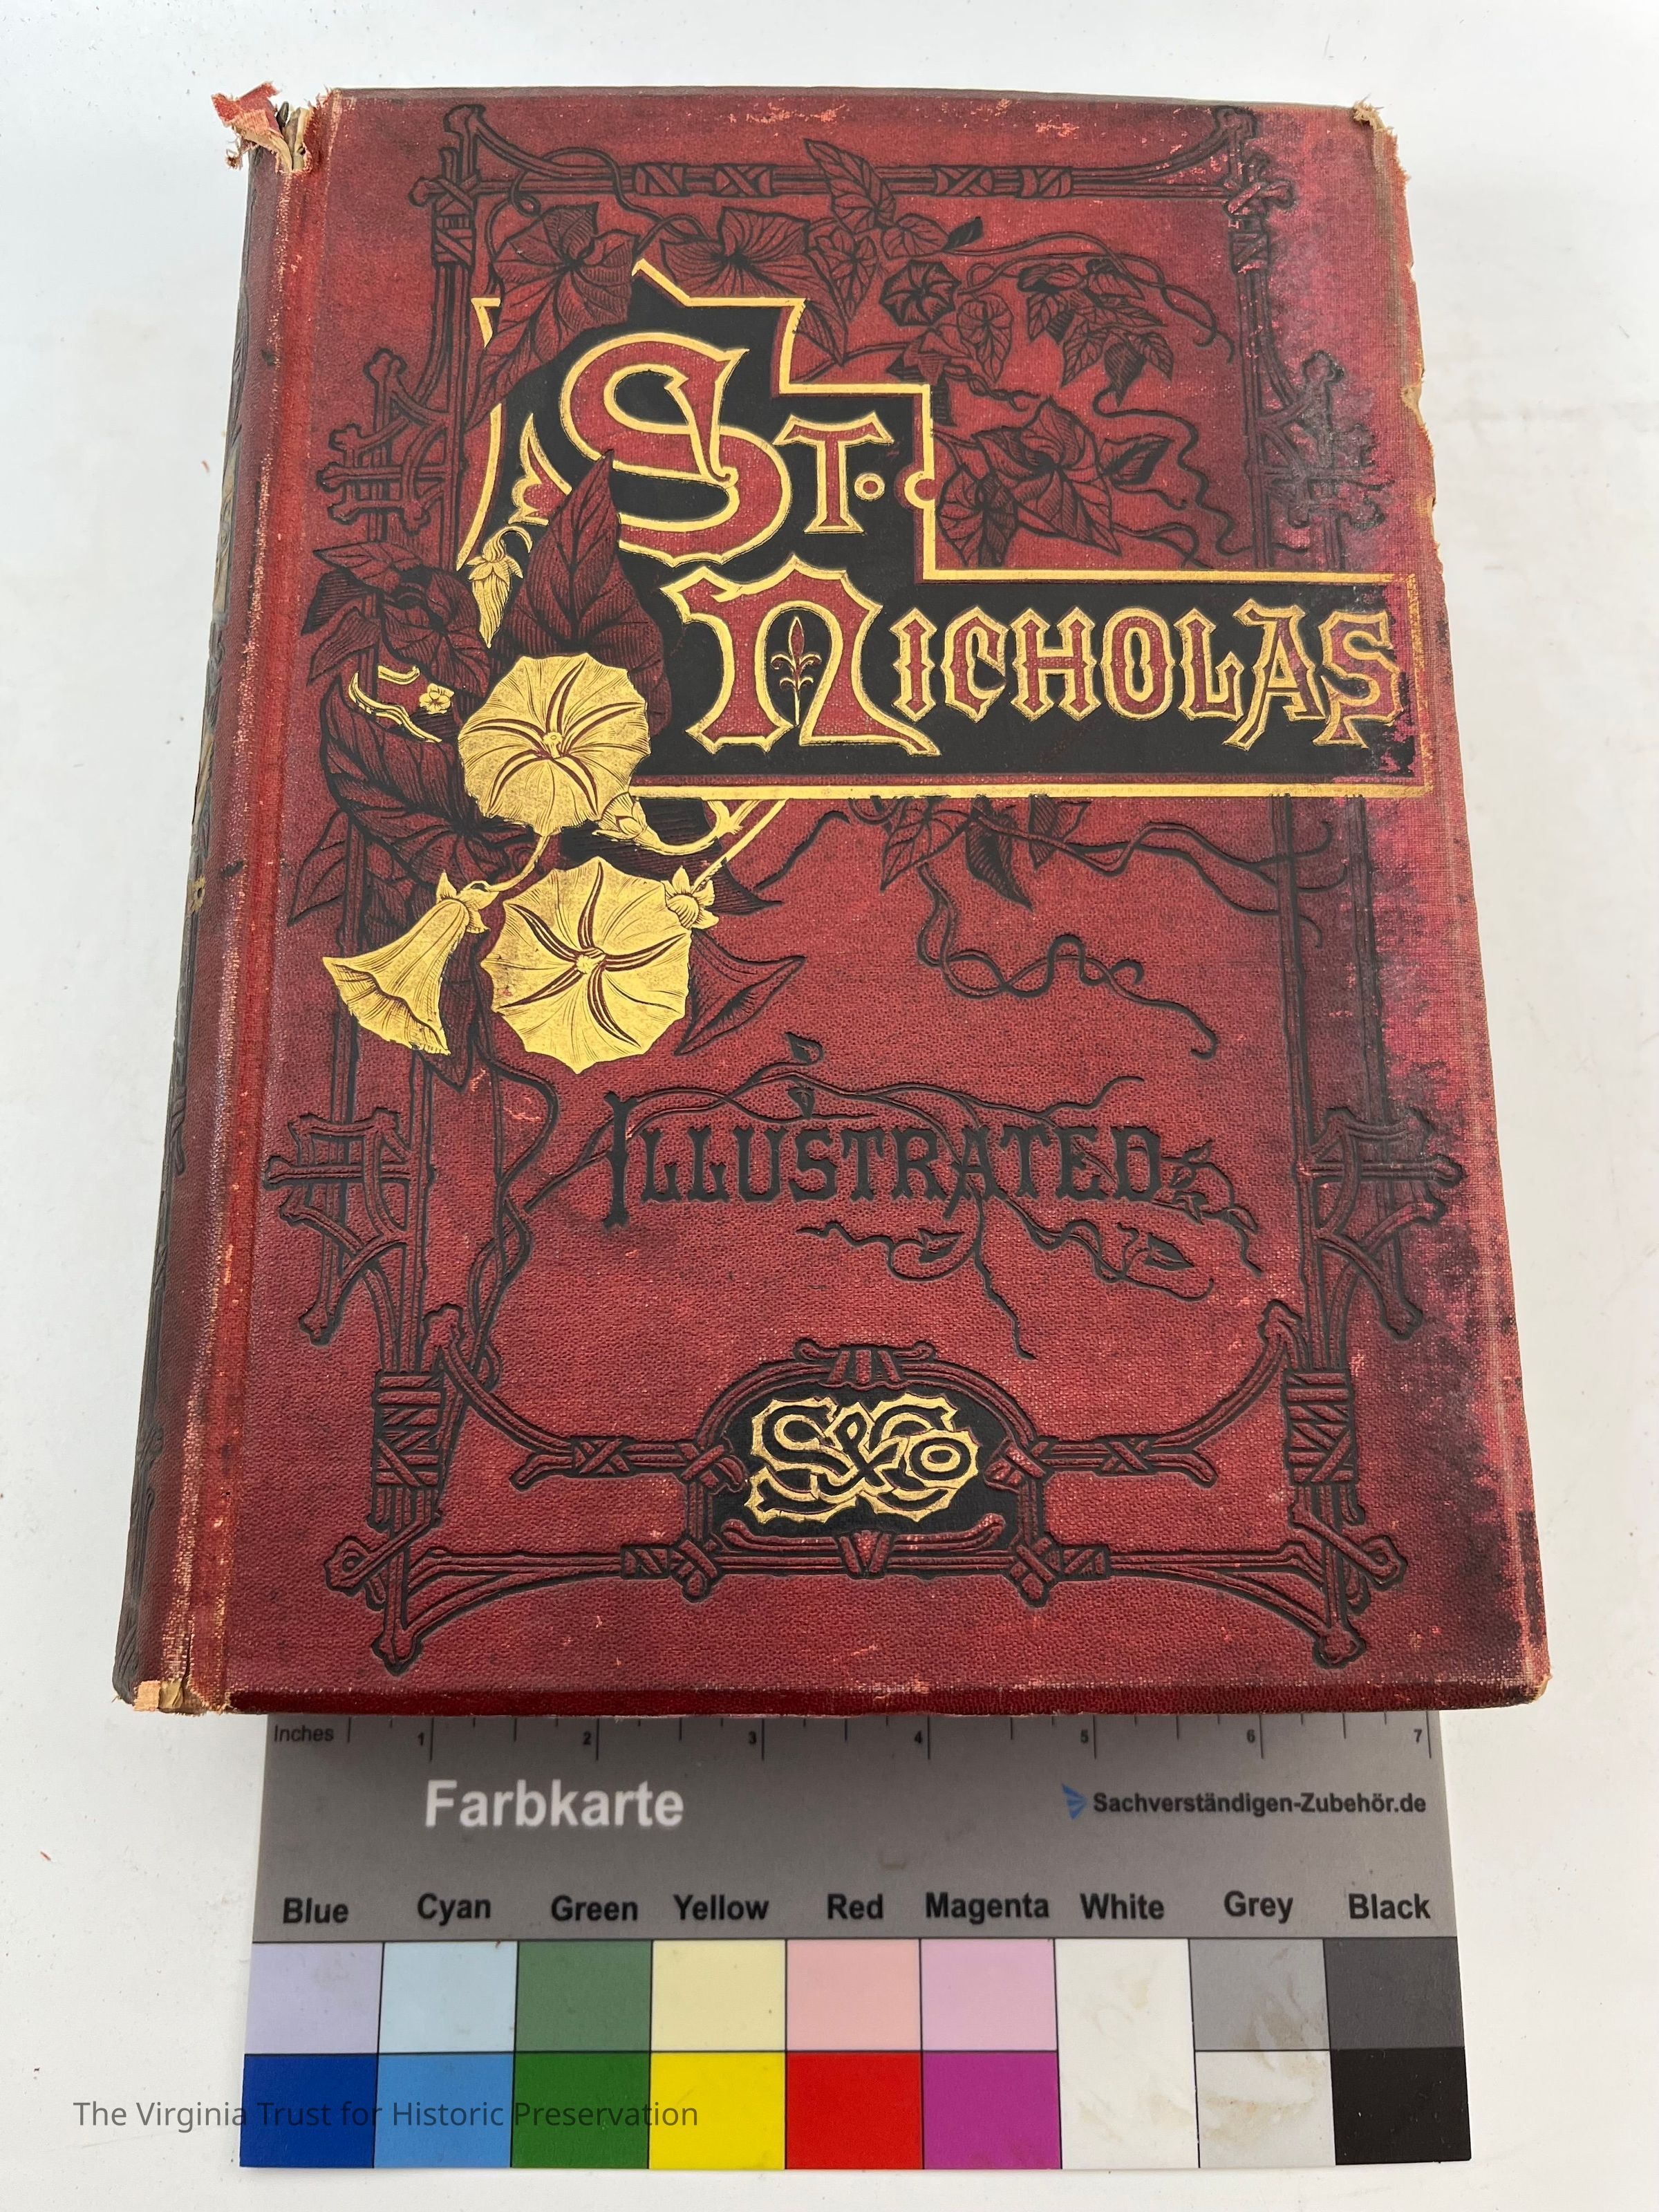 ST.
NICHOLAS
ILLUSTRATED
S&Co
Inches 1 2 3 4 5 6 7
Farbkarte
Sachverständigen-Zubehör.de
Blue Cyan Green Yellow Red Magenta White Grey Black
The Virginia Trust for Historic Preservation